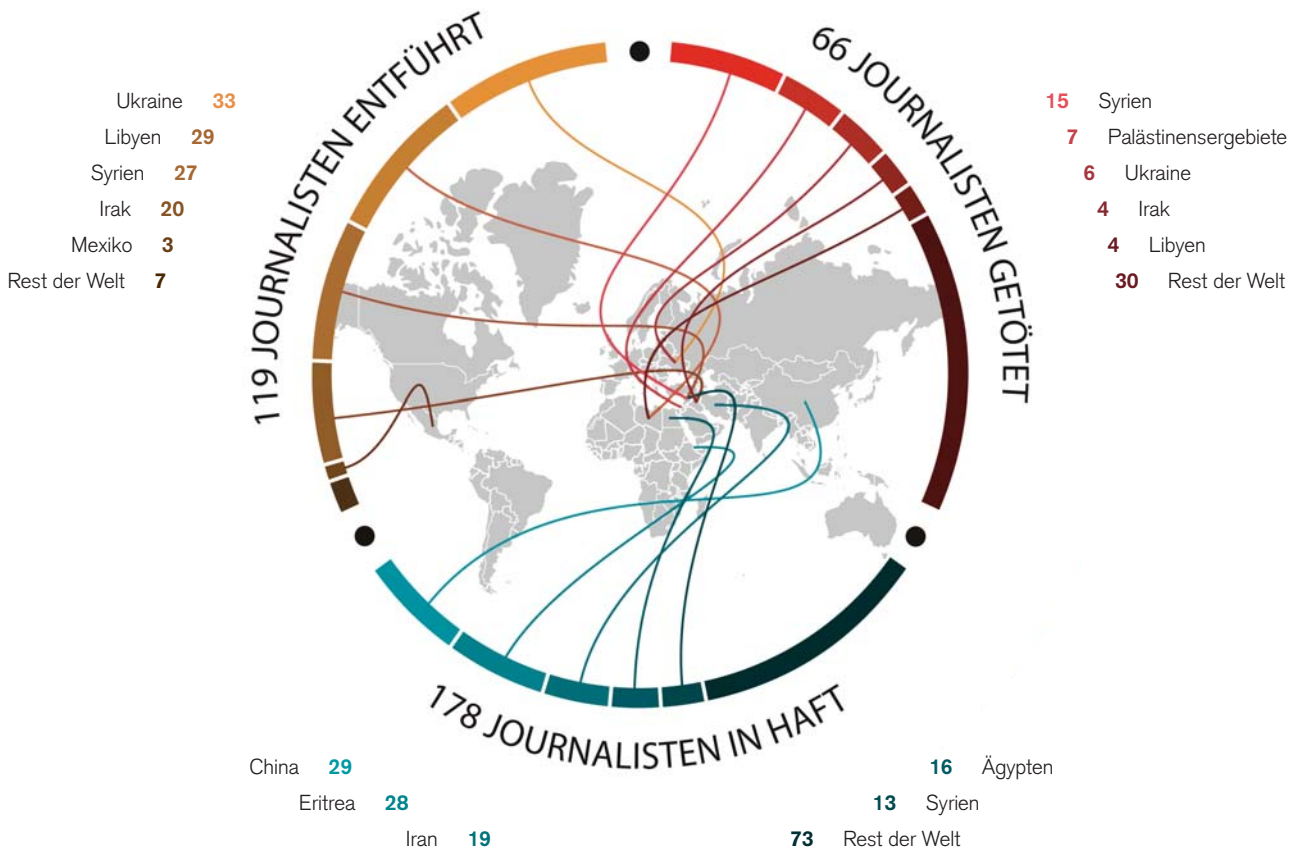 119 JOURNALISTEN ENTFÜHRT
Ukraine 33
Libyen 29
Syrien 27
Irak 20
Mexiko 3
Rest der Welt 7
66 JOURNALISTEN GETÖTET
15 Syrien
7 Palästinensergebiete
6 Ukraine
4 Irak
4 Libyen
30 Rest der Welt
178 JOURNALISTEN IN HAFT
China 29
Eritrea 28
Iran 19
16 Ägypten
13 Syrien
73 Rest der Welt